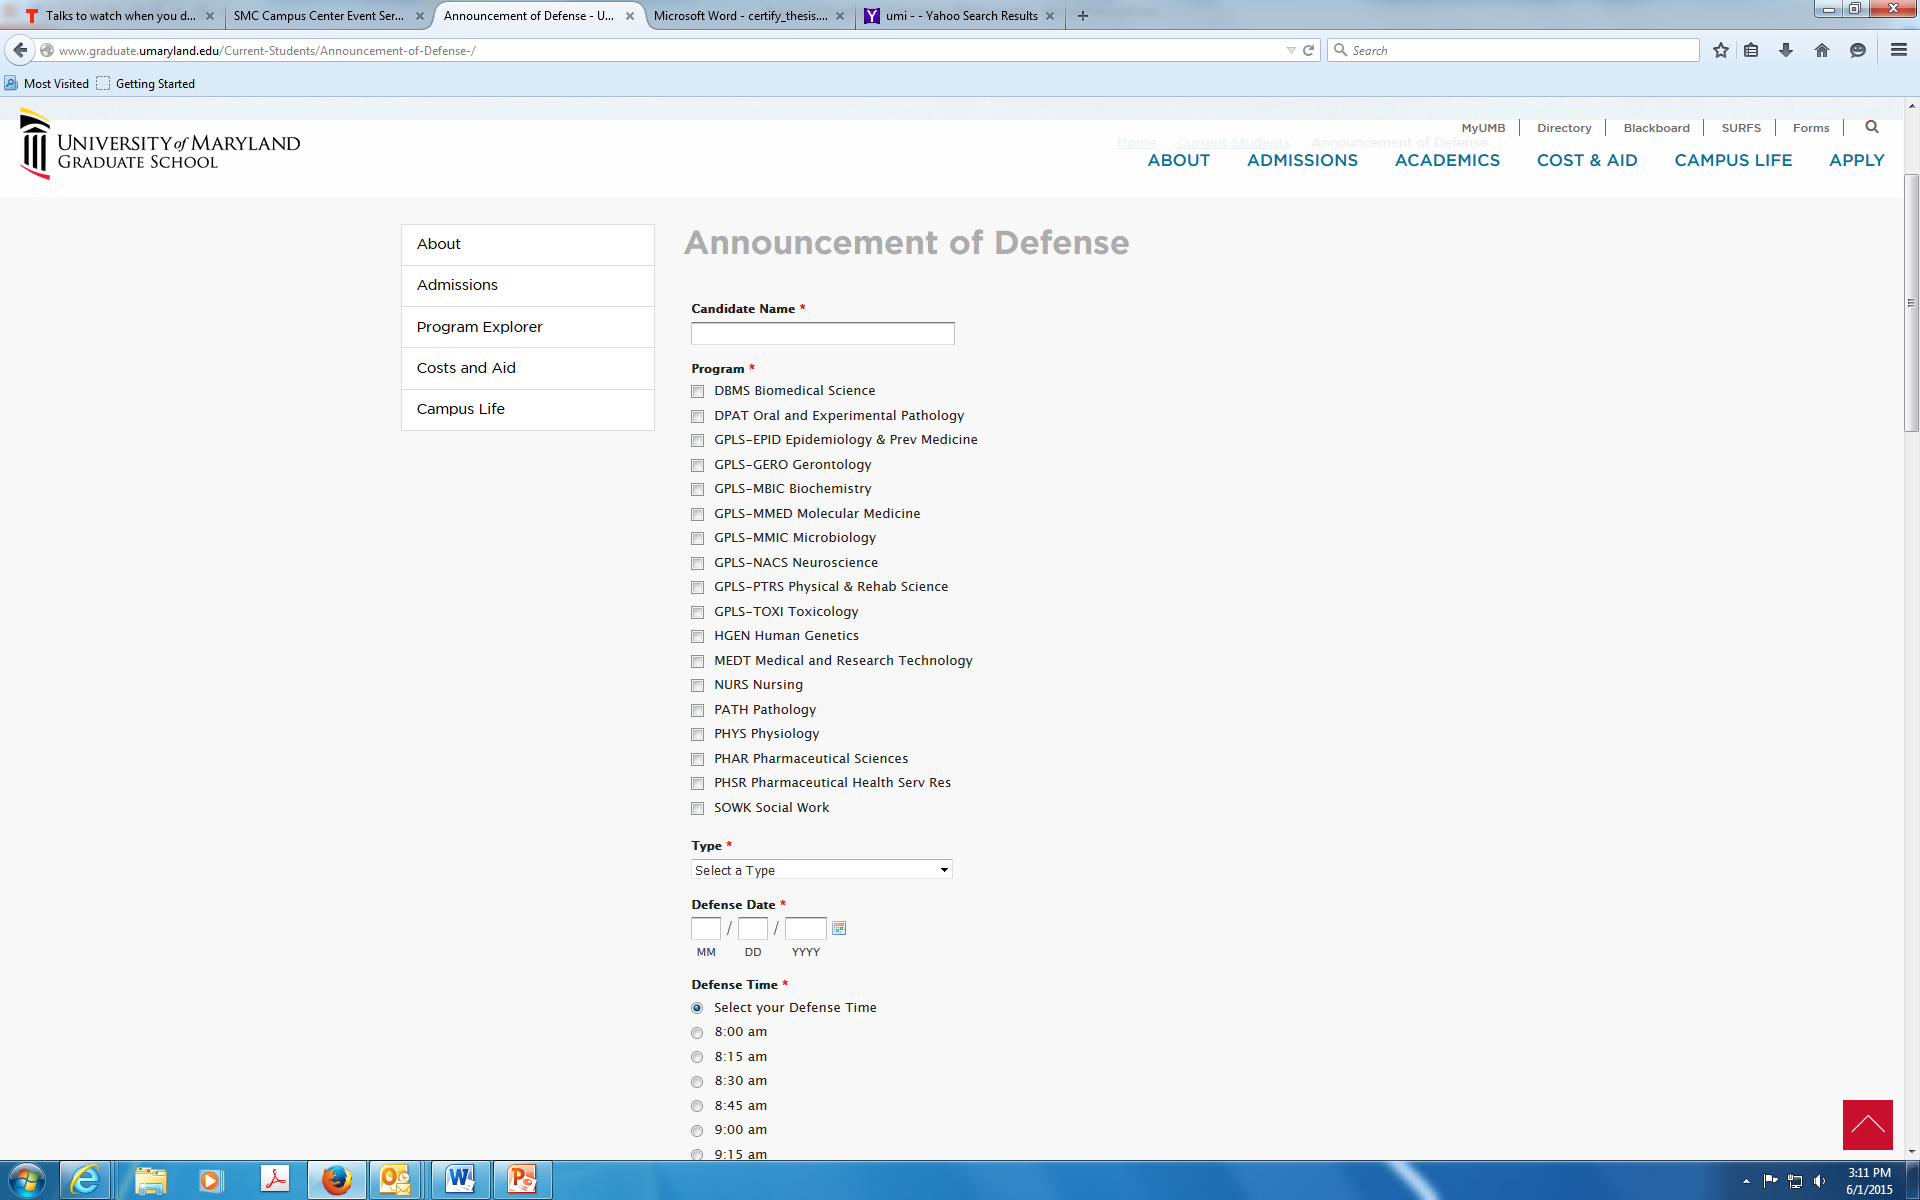 Talks to watch when you d...
SMC Campus Center Event Ser...
Announcement of Defense - U...
Microsoft Word - certify_thesis....
umi - - Yahoo Search Results
www.graduate.umaryland.edu/Current-Students/Announcement-of-Defense-/
Search
Most Visited
Getting Started
UNIVERSITY of MARYLAND
GRADUATE SCHOOL
MyUMB
Directory
Blackboard
SURFS
Forms
Home
Current Students
Announcement of Defense
ABOUT
ADMISSIONS
ACADEMICS
COST & AID
CAMPUS LIFE
APPLY
About
Admissions
Program Explorer
Costs and Aid
Campus Life
Announcement of Defense
Candidate Name *
Program *
DBMS Biomedical Science
DPAT Oral and Experimental Pathology
GPLS-EPID Epidemiology & Prev Medicine
GPLS-GERO Gerontology
GPLS-MBIC Biochemistry
GPLS-MMED Molecular Medicine
GPLS-MMIC Microbiology
GPLS-NACS Neuroscience
GPLS-PTRS Physical & Rehab Science
GPLS-TOXI Toxicology
HGEN Human Genetics
MEDT Medical and Research Technology
NURS Nursing
PATH Pathology
PHYS Physiology
PHAR Pharmaceutical Sciences
PHSR Pharmaceutical Health Serv Res
SOWK Social Work
Type *
Select a Type
Defense Date *
/ /
MM DD YYYY
Defense Time *
Select your Defense Time
8:00 am
8:15 am
8:30 am
8:45 am
9:00 am
9:15 am
3:11 PM
6/1/2015